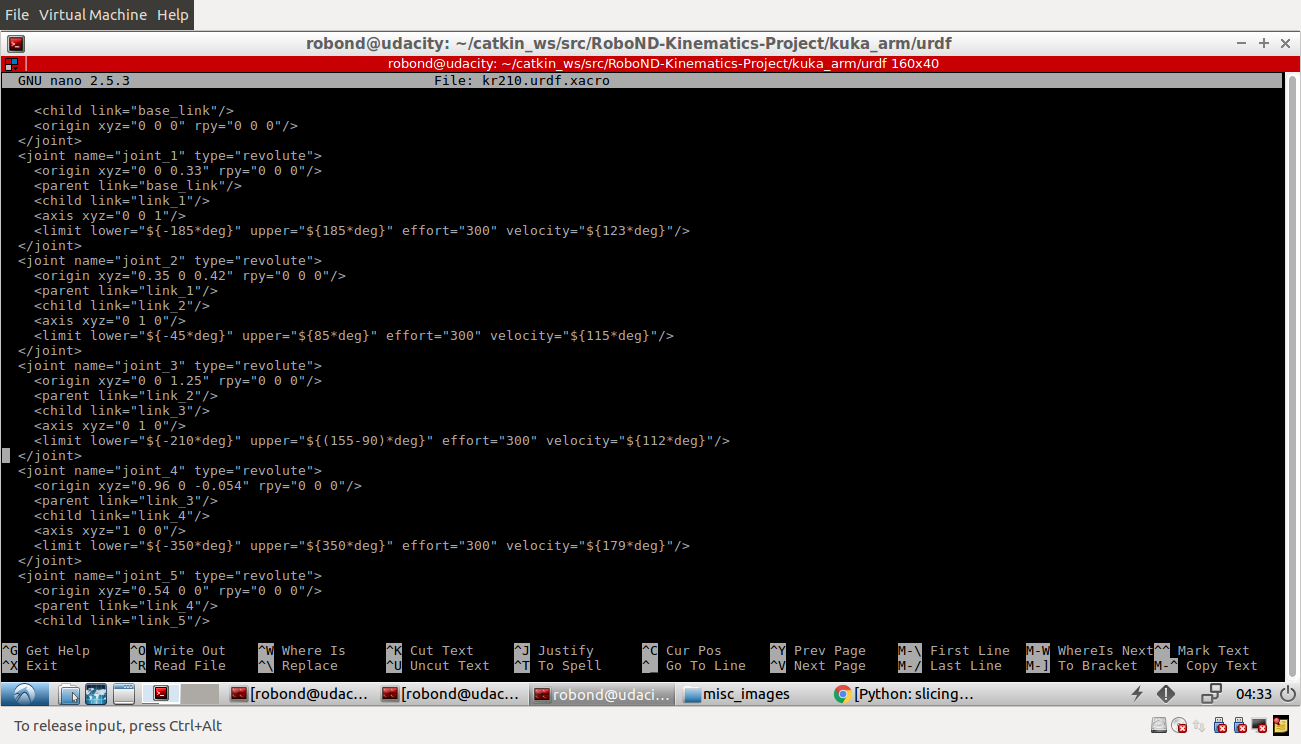 File Virtual Machine Help
robond@udacity: ~/catkin_ws/src/RoboND-Kinematics-Project/kuka_arm/urdf
robond@udacity: ~/catkin_ws/src/RoboND-Kinematics-Project/kuka_arm/urdf 160x40
GNU nano 2.5.3 File: kr210.urdf.xacro
<child link="base_link"/>
<origin xyz="0 0 0" rpy="0 0 0"/>
</joint>
<joint name="joint_1" type="revolute">
<origin xyz="0 0 0.33" rpy="0 0 0"/>
<parent link="base_link"/>
<child link="link_1"/>
<axis xyz="0 0 1"/>
<limit lower="${-185*deg}" upper="${185*deg}" effort="300" velocity="${123*deg}"/>
</joint>
<joint name="joint_2" type="revolute">
<origin xyz="0.35 0 0.42" rpy="0 0 0"/>
<parent link="link_1"/>
<child link="link_2"/>
<axis xyz="0 1 0"/>
<limit lower="${-45*deg}" upper="${85*deg}" effort="300" velocity="${115*deg}"/>
</joint>
<joint name="joint_3" type="revolute">
<origin xyz="0 0 1.25" rpy="0 0 0"/>
<parent link="link_2"/>
<child link="link_3"/>
<axis xyz="0 1 0"/>
<limit lower="${-210*deg}" upper="${(155-90)*deg}" effort="300" velocity="${112*deg}"/>
</joint>
<joint name="joint_4" type="revolute">
<origin xyz="0.96 0 -0.054" rpy="0 0 0"/>
<parent link="link_3"/>
<child link="link_4"/>
<axis xyz="1 0 0"/>
<limit lower="${-350*deg}" upper="${350*deg}" effort="300" velocity="${179*deg}"/>
</joint>
<joint name="joint_5" type="revolute">
<origin xyz="0.54 0 0" rpy="0 0 0"/>
<parent link="link_4"/>
<child link="link_5"/>
^G Get Help ^O Write Out ^W Where Is ^K Cut Text ^J Justify ^C Cur Pos ^Y Prev Page M-\ First Line M-W WhereIs Next ^^ Mark Text
^X Exit ^R Read File ^\ Replace ^U Uncut Text ^T To Spell ^_ Go To Line ^V Next Page M-/ Last Line M-] To Bracket M-^ Copy Text
[robond@udac... [robond@udac... robond@udaci... misc_images [Python: slicing... 04:33
To release input, press Ctrl+Alt